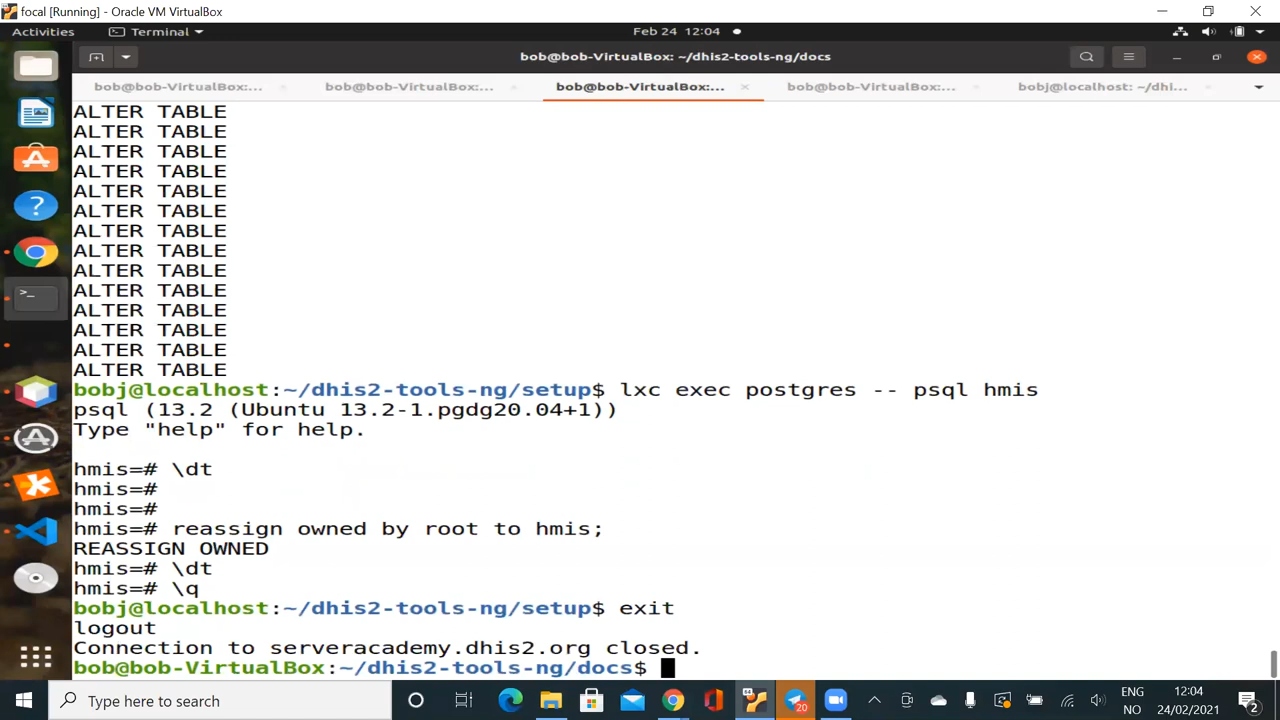 focal [Running] - Oracle VM VirtualBox
Activities
Terminal
Feb 24 12:04
bob@bob-VirtualBox: ~/dhis2-tools-ng/docs
bob@bob-VirtualBox:...
bob@bob-VirtualBox:...
bob@bob-VirtualBox:...
bob@bob-VirtualBox:...
bobj@localhost: ~/dhi...
ALTER TABLE
ALTER TABLE
ALTER TABLE
ALTER TABLE
ALTER TABLE
ALTER TABLE
ALTER TABLE
ALTER TABLE
ALTER TABLE
ALTER TABLE
ALTER TABLE
ALTER TABLE
ALTER TABLE
ALTER TABLE
bobj@localhost:~/dhis2-tools-ng/setup$ lxc exec postgres -- psql hmis
psql (13.2 (Ubuntu 13.2-1.pgdg20.04+1))
Type "help" for help.
hmis=# \dt
hmis=#
hmis=#
hmis=# reassign owned by root to hmis;
REASSIGN OWNED
hmis=# \dt
hmis=# \q
bobj@localhost:~/dhis2-tools-ng/setup$ exit
logout
Connection to serveracademy.dhis2.org closed.
bob@bob-VirtualBox:~/dhis2-tools-ng/docs$
Type here to search
20
ENG
NO
12:04
24/02/2021
2